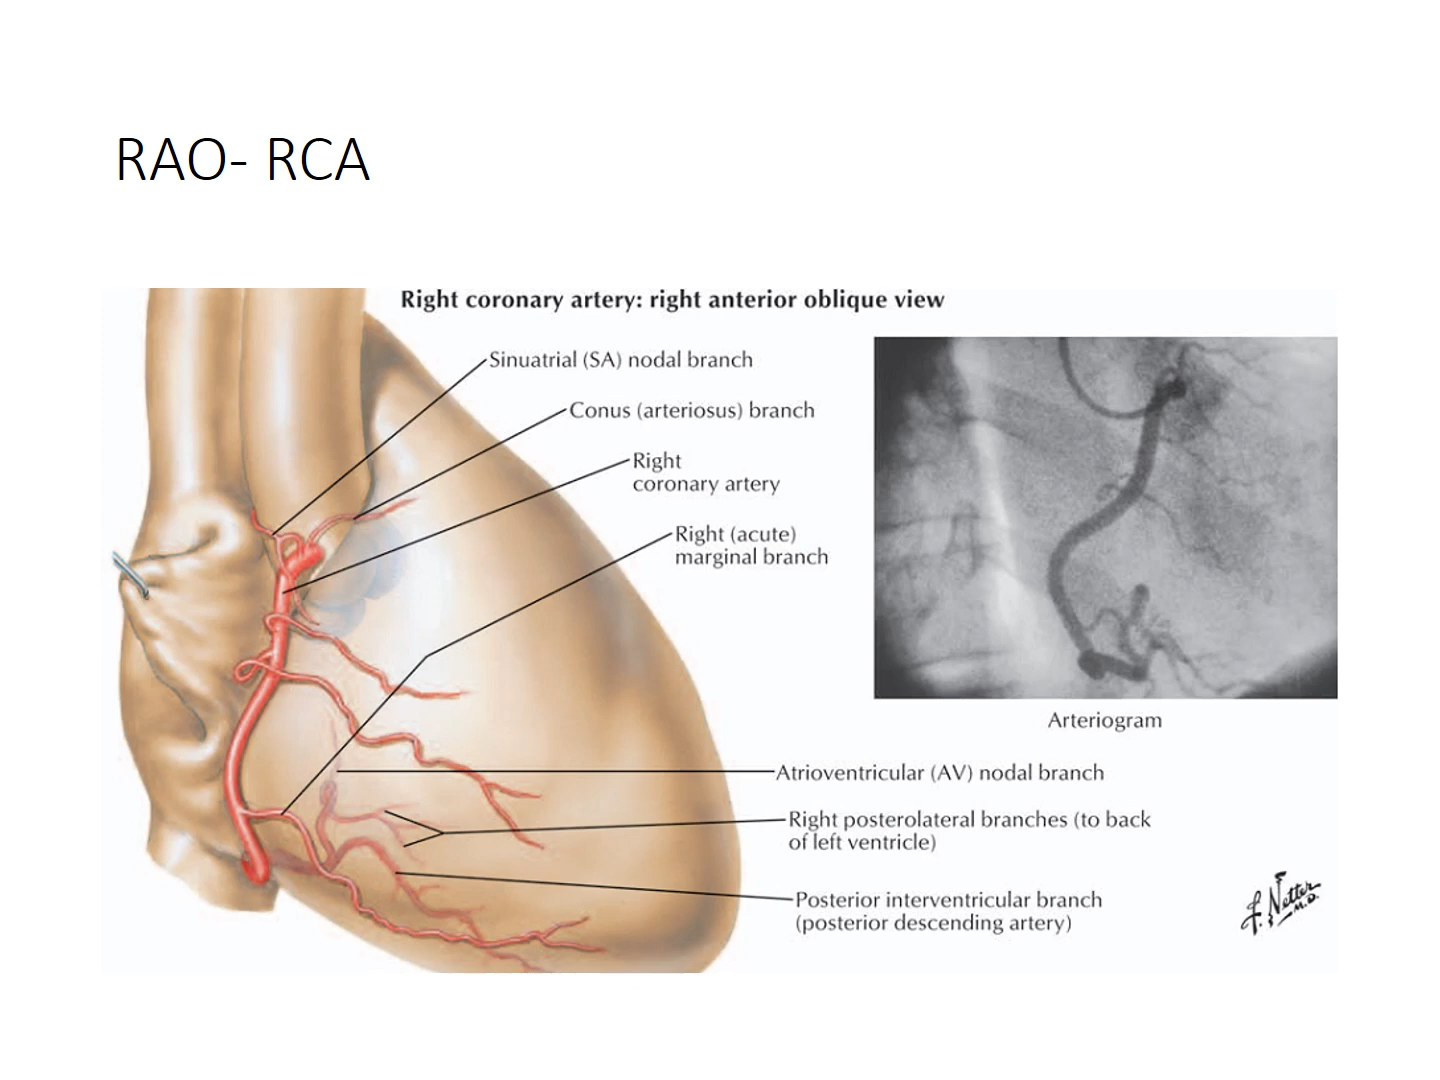 RAO- RCA
Right coronary artery: right anterior oblique view
Sinuatrial (SA) nodal branch
Conus (arteriosus) branch
Right
coronary artery
Right (acute)
marginal branch
Arteriogram
Atrioventricular (AV) nodal branch
Right posterolateral branches (to back
of left ventricle)
Posterior interventricular branch
(posterior descending artery)
F. Netter
M.D.